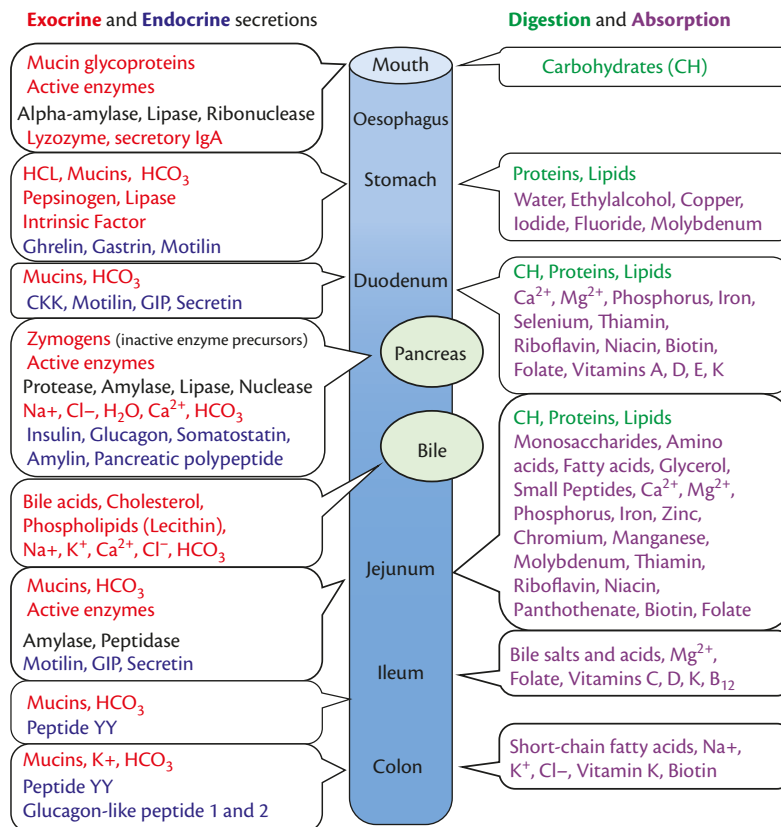 Exocrine and Endocrine secretions
Digestion and Absorption
Mucin glycoproteins
Active enzymes
Alpha-amylase, Lipase, Ribonuclease
Lyzozyme, secretory IgA
Mouth
Carbohydrates (CH)
Oesophagus
HCL, Mucins, HCO₃
Pepsinogen, Lipase
Intrinsic Factor
Ghrelin, Gastrin, Motilin
Stomach
Proteins, Lipids
Water, Ethylalcohol, Copper,
Iodide, Fluoride, Molybdenum
Mucins, HCO₃
CKK, Motilin, GIP, Secretin
Duodenum
CH, Proteins, Lipids
Ca²⁺, Mg²⁺, Phosphorus, Iron,
Selenium, Thiamin,
Riboflavin, Niacin, Biotin,
Folate, Vitamins A, D, E, K
Zymogens (inactive enzyme precursors)
Active enzymes
Protease, Amylase, Lipase, Nuclease
Na+, Cl−, H₂O, Ca²⁺, HCO₃
Insulin, Glucagon, Somatostatin,
Amylin, Pancreatic polypeptide
Pancreas
Bile
Bile acids, Cholesterol,
Phospholipids (Lecithin),
Na+, K⁺, Ca²⁺, Cl⁻, HCO₃
CH, Proteins, Lipids
Monosaccharides, Amino
acids, Fatty acids, Glycerol,
Small Peptides, Ca²⁺, Mg²⁺,
Phosphorus, Iron, Zinc,
Chromium, Manganese,
Molybdenum, Thiamin,
Riboflavin, Niacin,
Panthothenate, Biotin, Folate
Mucins, HCO₃
Active enzymes
Amylase, Peptidase
Motilin, GIP, Secretin
Jejunum
Ileum
Bile salts and acids, Mg²⁺,
Folate, Vitamins C, D, K, B₁₂
Mucins, HCO₃
Peptide YY
Mucins, K+, HCO₃
Peptide YY
Glucagon-like peptide 1 and 2
Colon
Short-chain fatty acids, Na+,
K⁺, Cl−, Vitamin K, Biotin